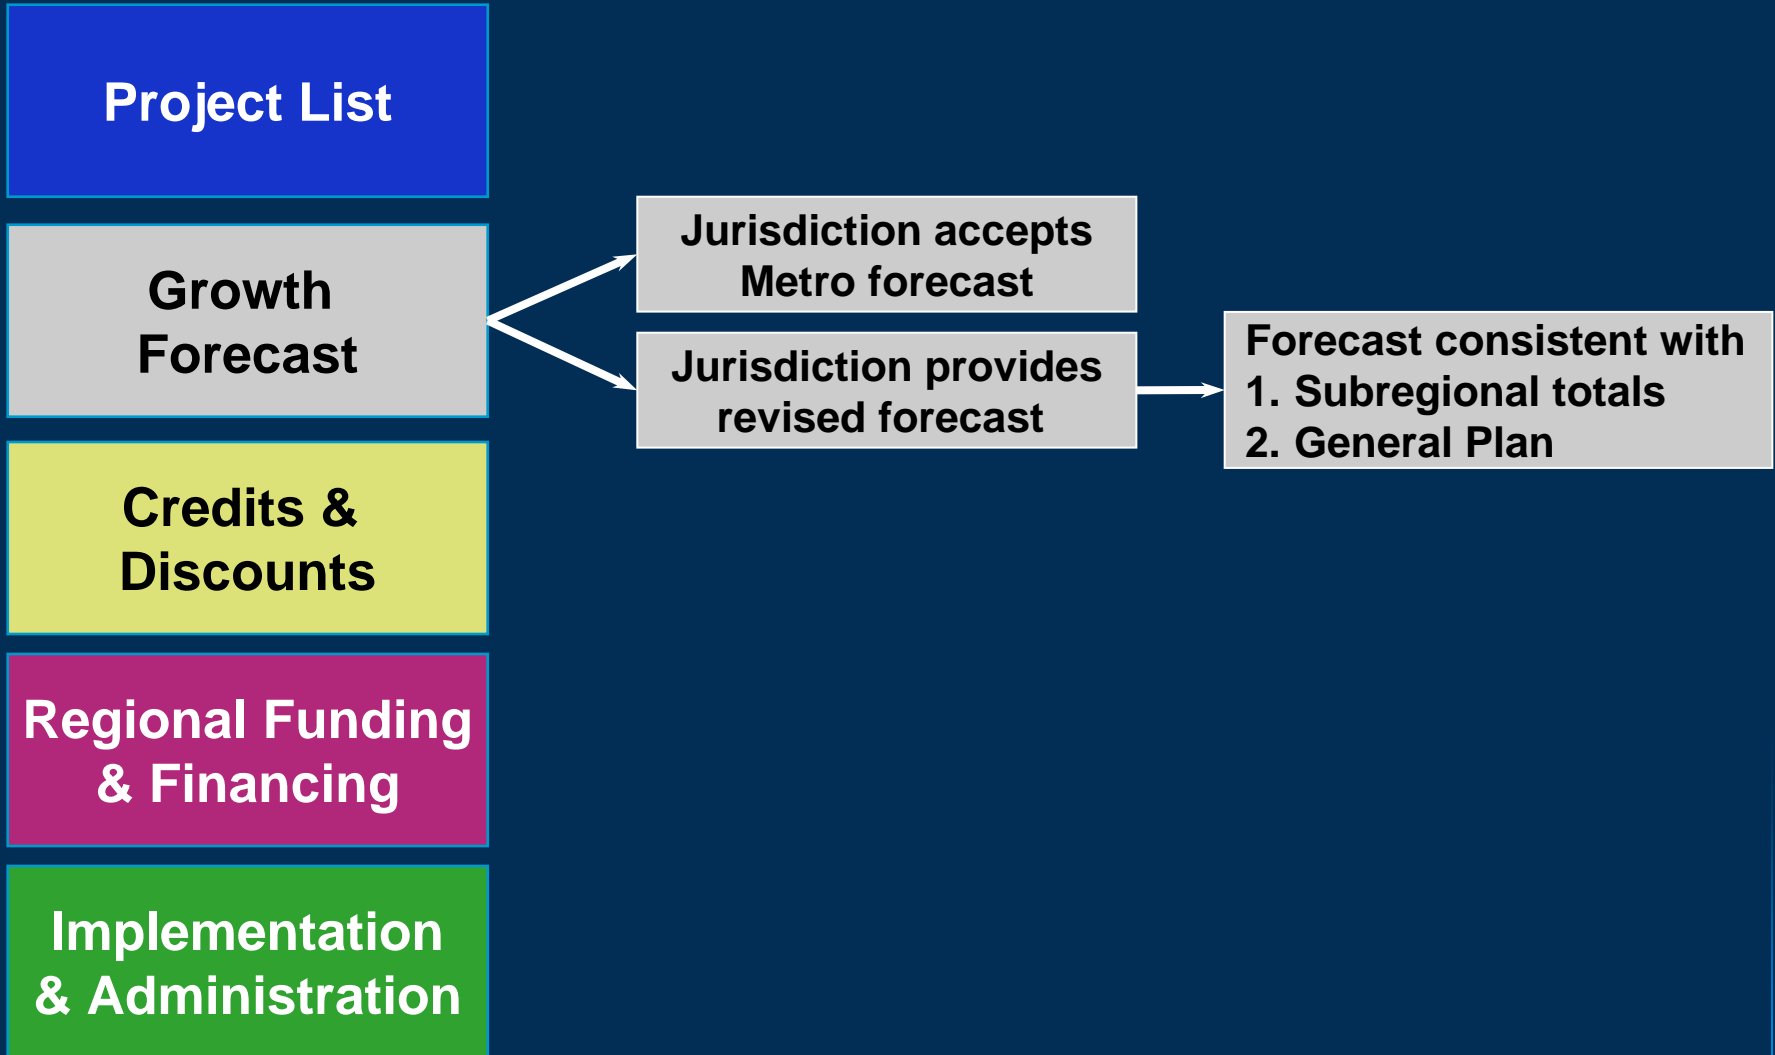 Project List
Growth
Forecast
Jurisdiction accepts
Metro forecast
Jurisdiction provides
revised forecast
Forecast consistent with
1. Subregional totals
2. General Plan
Credits &
Discounts
Regional Funding
& Financing
Implementation
& Administration